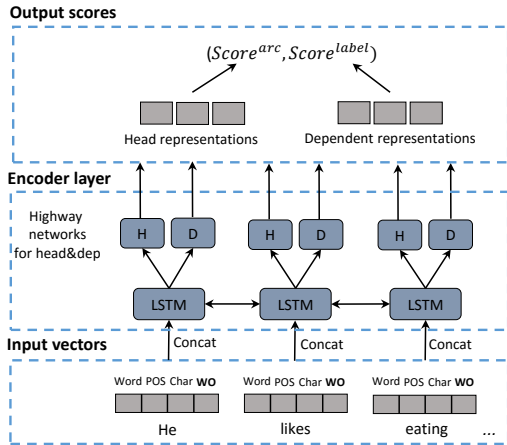 Output scores
(Score^arc, Score^label)
Head representations
Dependent representations
Encoder layer
Highway
networks
for head&dep
H D H D H D
LSTM LSTM LSTM
Concat Concat Concat
Input vectors
Word POS Char WO Word POS Char WO Word POS Char WO
He likes eating ...